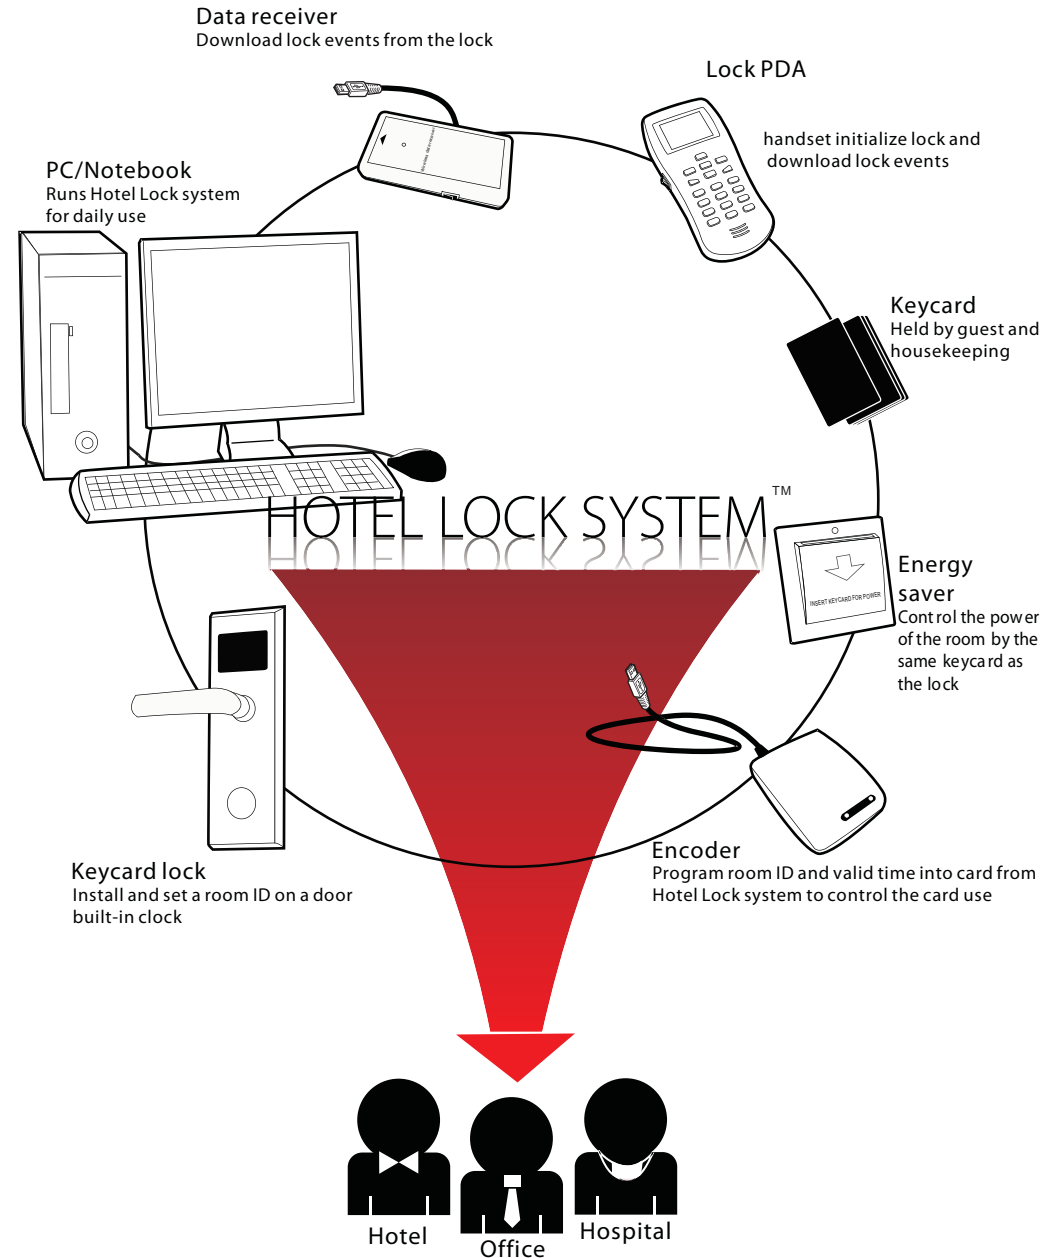 Data receiver
Download lock events from the lock
Lock PDA
handset initialize lock and
download lock events
PC/Notebook
Runs Hotel Lock system
for daily use
Keycard
Held by guest and
housekeeping
HOTEL LOCK SYSTEM™
INSERT KEYCARD FOR POWER
Energy
saver
Control the power
of the room by the
same keycard as
the lock
Encoder
Program room ID and valid time into card from
Hotel Lock system to control the card use
Keycard lock
Install and set a room ID on a door
built-in clock
Hotel
Office
Hospital